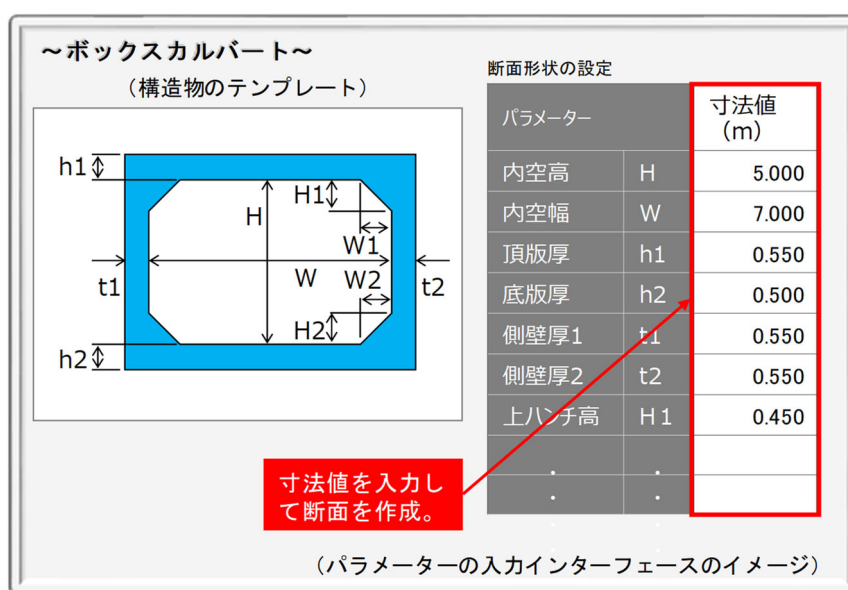 ～ボックスカルバート～
（構造物のテンプレート）
h1
H1
H
W1
t1
W
W2
t2
H2
h2
断面形状の設定
パラメーター 寸法値
（m）
内空高 H 5.000
内空幅 W 7.000
頂版厚 h1 0.550
底版厚 h2 0.500
側壁厚1 t1 0.550
側壁厚2 t2 0.550
上ハンチ高 H1 0.450
寸法値を入力し
て断面を作成。
（パラメーターの入力インターフェースのイメージ）